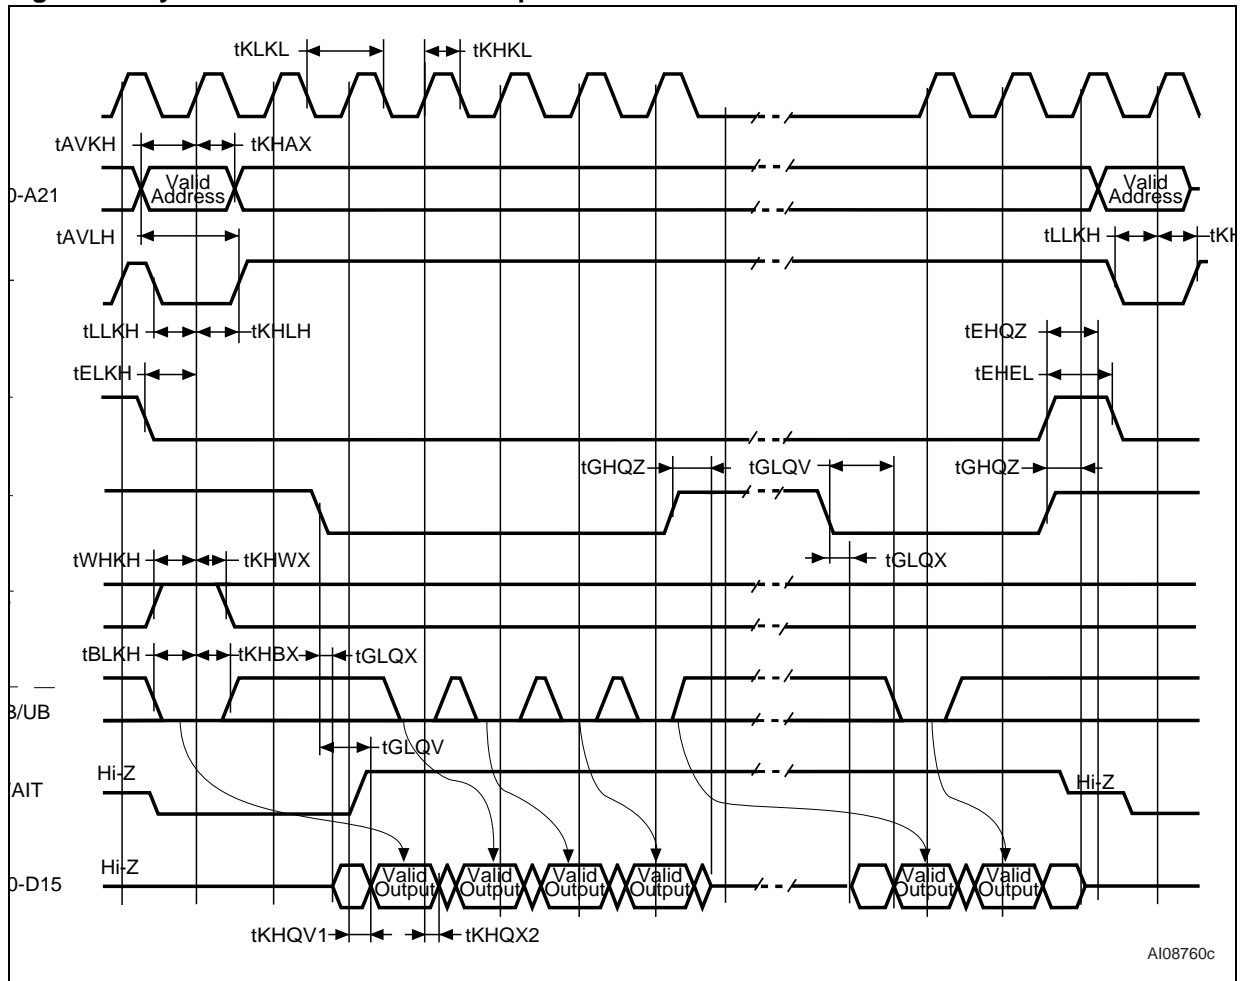 tKLKL
tKHKL
tAVKH
tKHAX
Valid
Address
Valid
Address
0-A21
tAVLH
tLLKH
tKH
tLLKH
tKHLH
tEHQZ
tELKH
tEHEL
tGHQZ
tGLQV
tGHQZ
tWHKH
tKHWX
tGLQX
tBLKH
tKHBX
tGLQX
B/UB
tGLQV
Hi-Z
Hi-Z
AIT
Hi-Z
0-D15
Valid
Output
Valid
Output
Valid
Output
Valid
Output
Valid
Output
Valid
Output
tKHQV1
tKHQX2
AI08760c